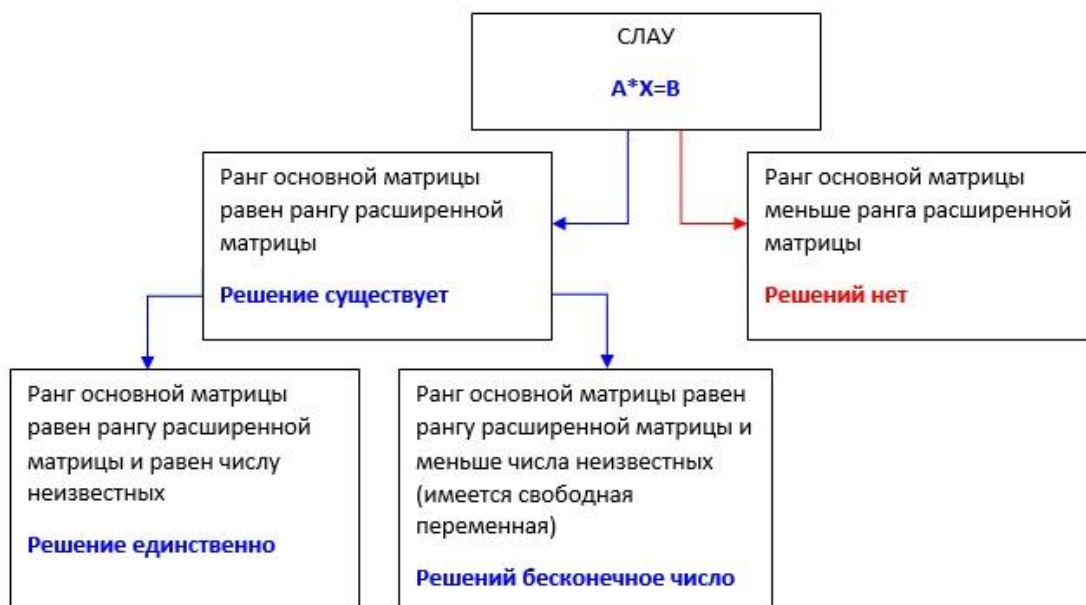 СЛАУ
A*X=B
Ранг основной матрицы
равен рангу расширенной
матрицы
Решение существует
Ранг основной матрицы
меньше ранга расширенной
матрицы
Решений нет
Ранг основной матрицы
равен рангу расширенной
матрицы и равен числу
неизвестных
Решение единственно
Ранг основной матрицы равен
рангу расширенной матрицы и
меньше числа неизвестных
(имеется свободная
переменная)
Решений бесконечное число